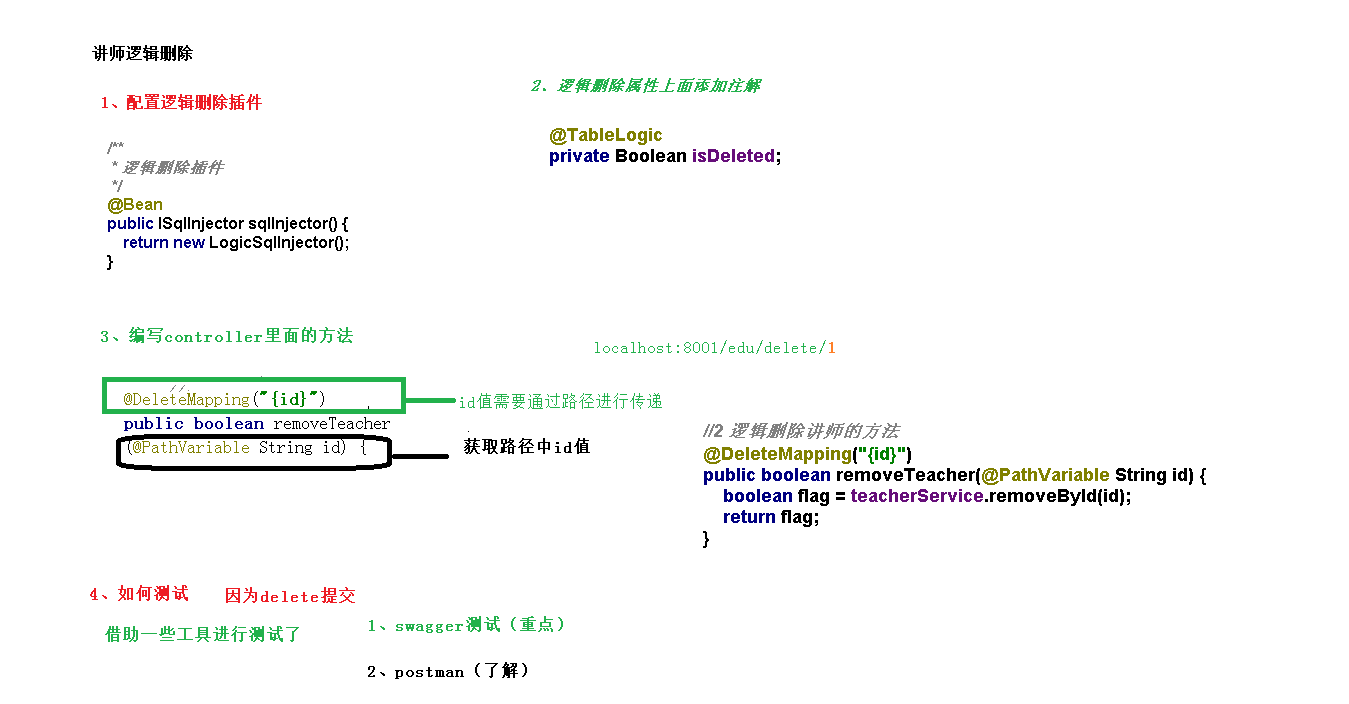 讲师逻辑删除
1、配置逻辑删除插件
/**
* 逻辑删除插件
*/
@Bean
public ISqlInjector sqlInjector() {
return new LogicSqlInjector();
}
2、逻辑删除属性上面添加注解
@TableLogic
private Boolean isDeleted;
3、编写controller里面的方法
localhost:8001/edu/delete/1
@DeleteMapping("{id}")
public boolean removeTeacher
(@PathVariable String id) {
id值需要通过路径进行传递
获取路径中id值
//2 逻辑删除讲师的方法
@DeleteMapping("{id}")
public boolean removeTeacher(@PathVariable String id) {
boolean flag = teacherService.removeById(id);
return flag;
}
4、如何测试 因为delete提交
借助一些工具进行测试了
1、swagger测试（重点）
2、postman（了解）